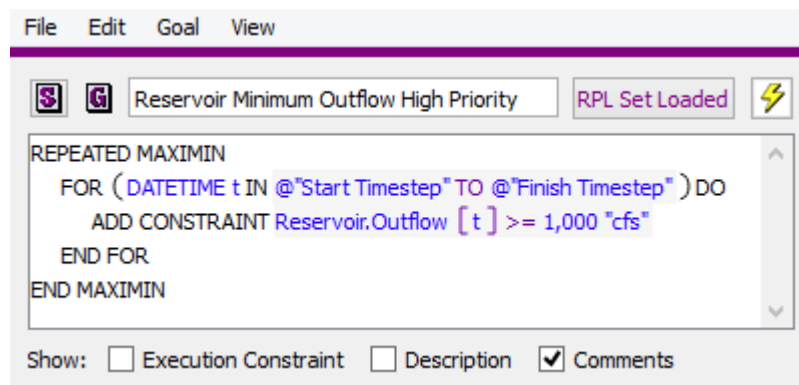 File Edit Goal View
S G Reservoir Minimum Outflow High Priority RPL Set Loaded
REPEATED MAXIMIN
FOR ( DATETIME t IN @"Start Timestep" TO @"Finish Timestep" ) DO
ADD CONSTRAINT Reservoir.Outflow [ t ] >= 1,000 "cfs"
END FOR
END MAXIMIN
Show: Execution Constraint Description Comments